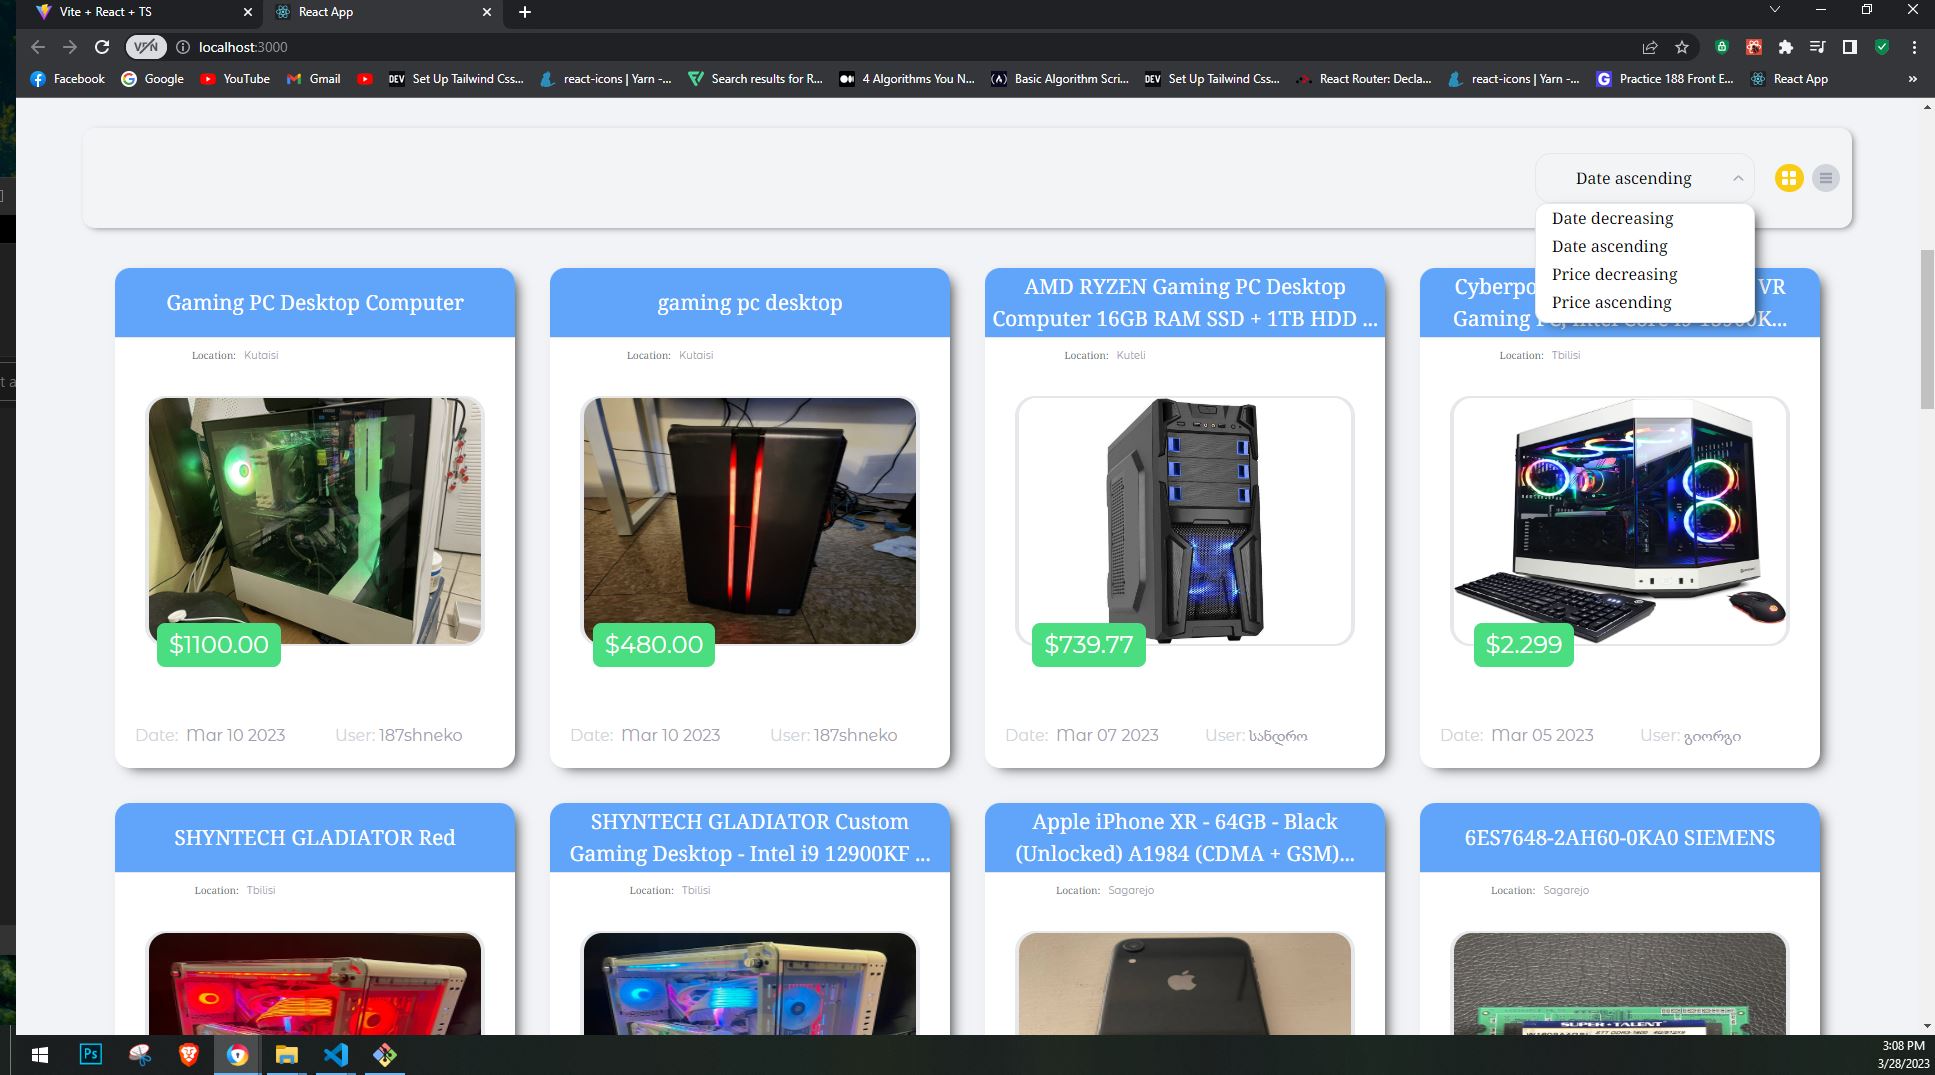 Vite + React + TS
React App
VPN
localhost:3000
Facebook
Google
YouTube
Gmail
DEV
Set Up Tailwind Css...
react-icons | Yarn -...
Search results for R...
4 Algorithms You N...
(A)
Basic Algorithm Scri...
DEV
Set Up Tailwind Css...
React Router: Decla...
react-icons | Yarn -...
G
Practice 188 Front E...
React App
»
Date ascending
Date decreasing
Date ascending
Price decreasing
Price ascending
Gaming PC Desktop Computer
Location: Kutaisi
$1100.00
Date: Mar 10 2023 User: 187shneko
gaming pc desktop
Location: Kutaisi
$480.00
Date: Mar 10 2023 User: 187shneko
AMD RYZEN Gaming PC Desktop
Computer 16GB RAM SSD + 1TB HDD ...
Location: Kuteli
$739.77
Date: Mar 07 2023 User: სანდრო
VR
Gaming
Location: Tbilisi
$2.299
Date: Mar 05 2023 User: გიორგი
SHYNTECH GLADIATOR Red
Location: Tbilisi
SHYNTECH GLADIATOR Custom
Gaming Desktop - Intel i9 12900KF ...
Location: Tbilisi
Apple iPhone XR - 64GB - Black
(Unlocked) A1984 (CDMA + GSM)...
Location: Sagarejo
6ES7648-2AH60-0KA0 SIEMENS
Location: Sagarejo
SUPER★TALENT
t a
Ps
3:08 PM
3/28/2023